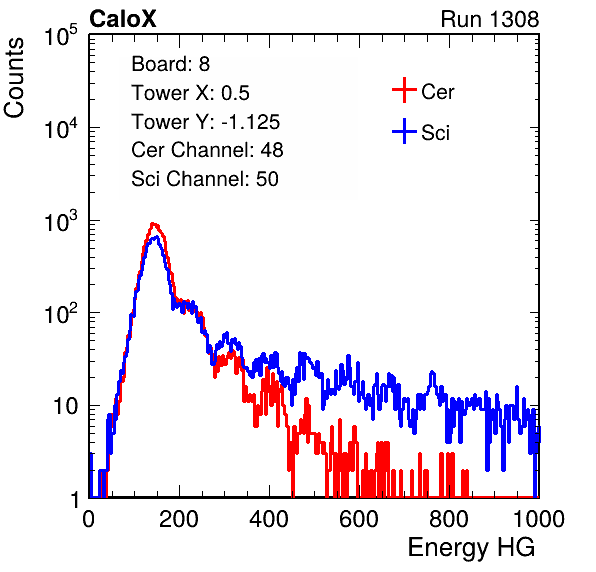 CaloX Run 1308
Counts
Board: 8
Tower X: 0.5
Tower Y: -1.125
Cer Channel: 48
Sci Channel: 50
Cer
Sci
10^5
10^4
10^3
10^2
10
1
0 200 400 600 800 1000
Energy HG